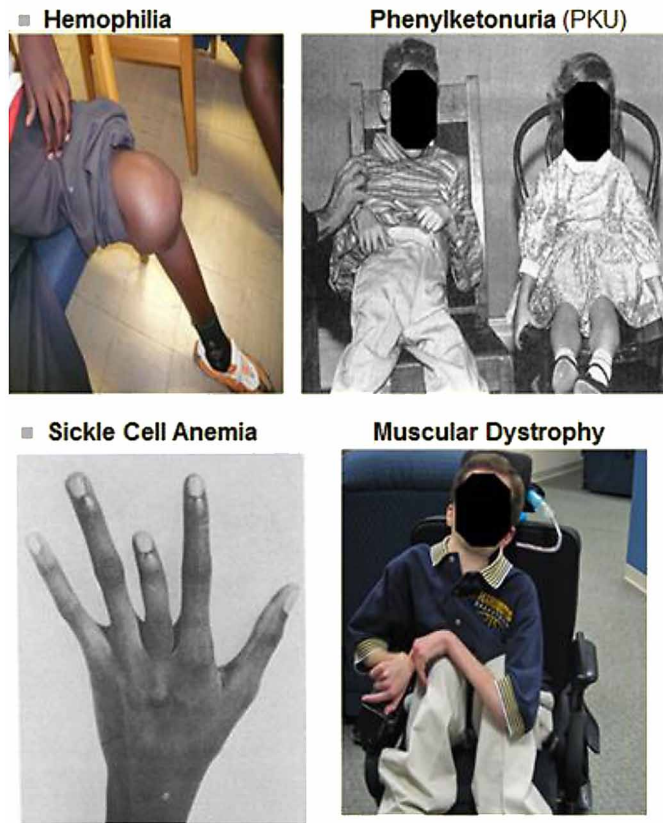 Hemophilia
Phenylketonuria (PKU)
Sickle Cell Anemia
Muscular Dystrophy